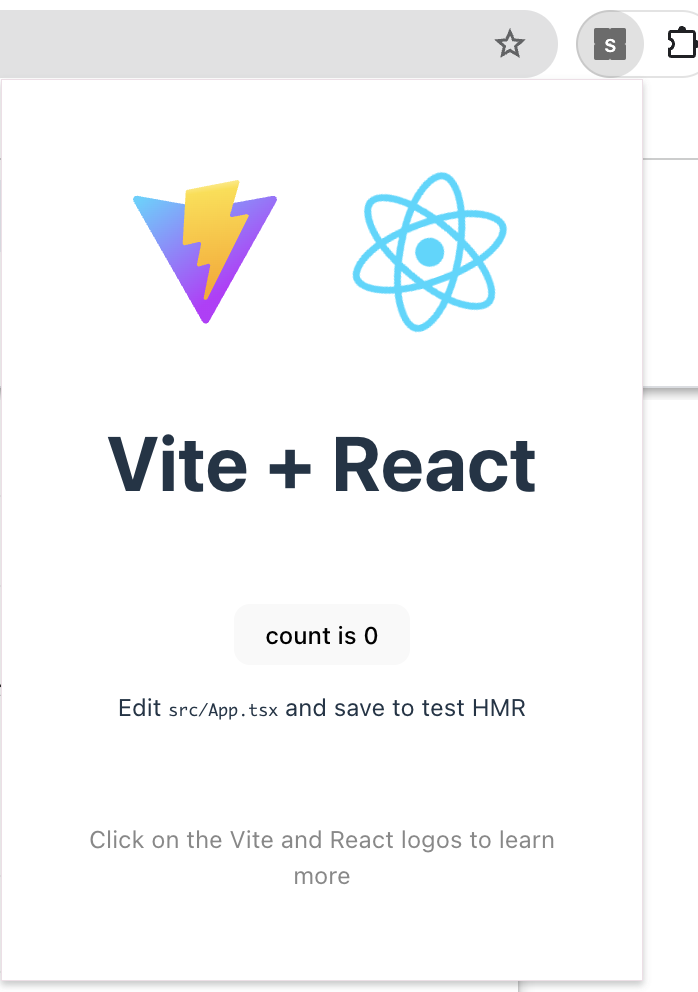 S
Vite + React
count is 0
Edit src/App.tsx and save to test HMR
Click on the Vite and React logos to learn
more